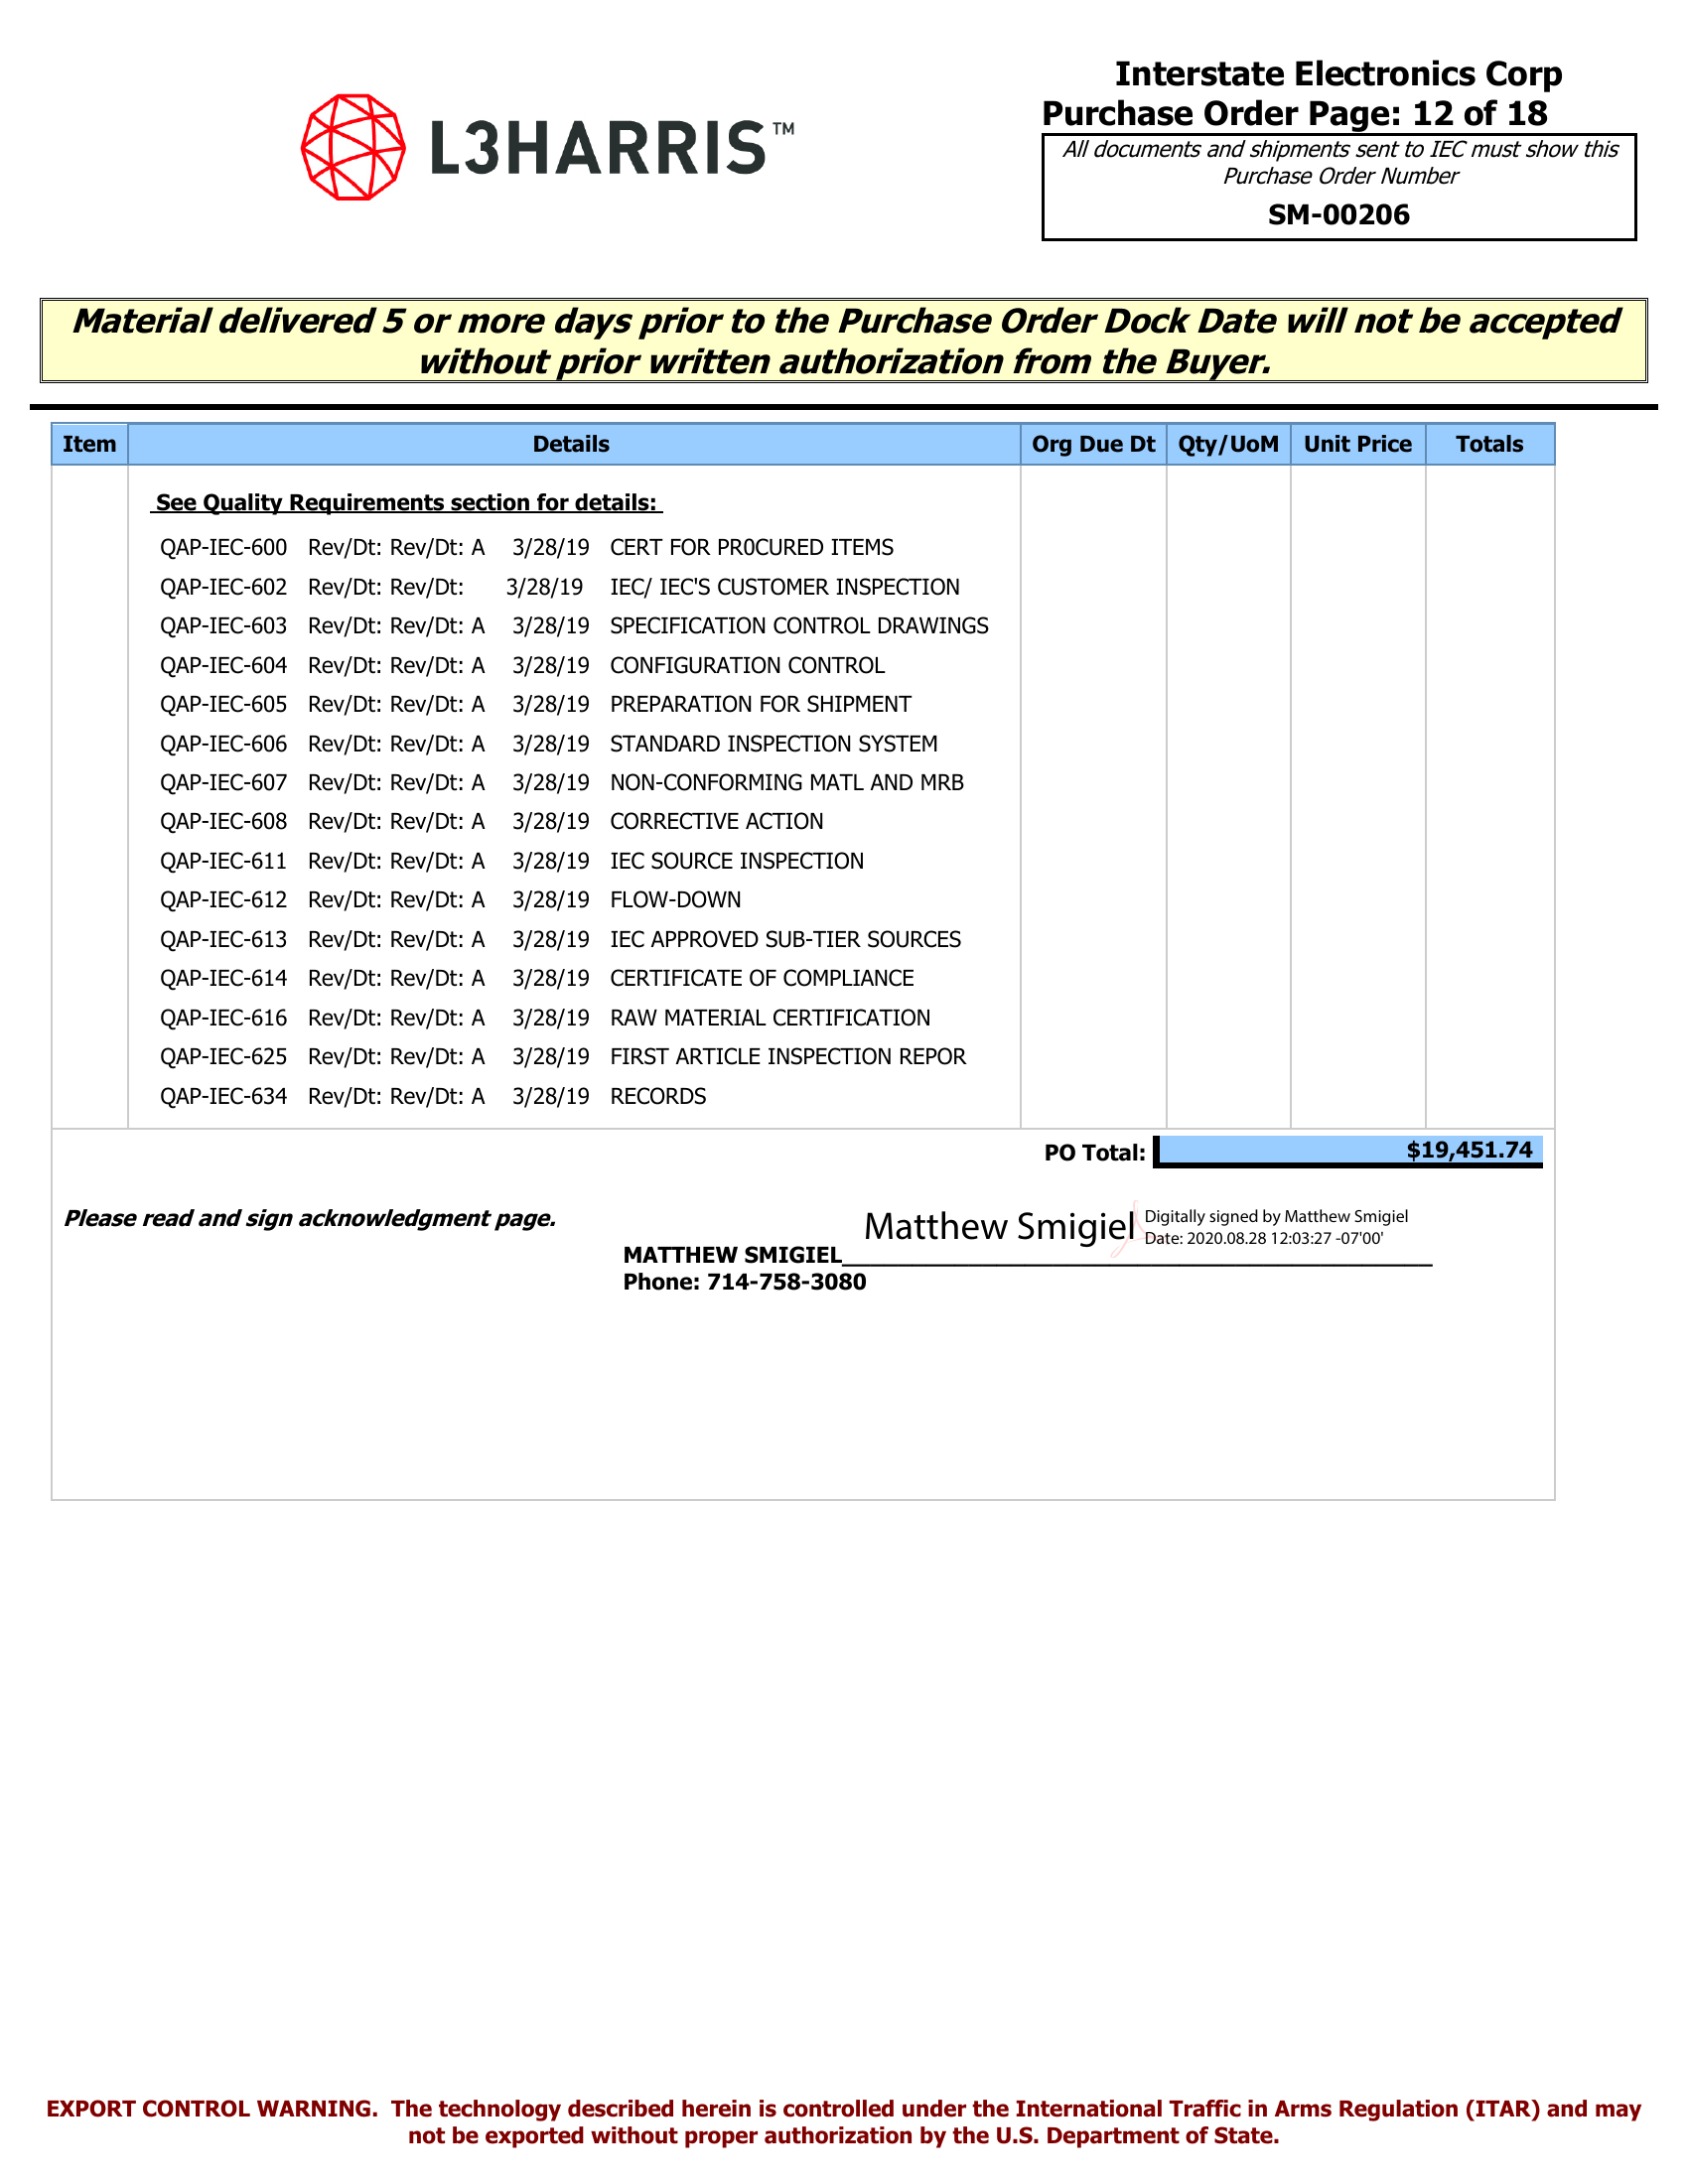 L3HARRIS™
Interstate Electronics Corp
Purchase Order Page: 12 of 18
All documents and shipments sent to IEC must show this
Purchase Order Number
SM-00206
Material delivered 5 or more days prior to the Purchase Order Dock Date will not be accepted
without prior written authorization from the Buyer.
Item Details Org Due Dt Qty/UoM Unit Price Totals
See Quality Requirements section for details:
QAP-IEC-600 Rev/Dt: Rev/Dt: A 3/28/19 CERT FOR PR0CURED ITEMS
QAP-IEC-602 Rev/Dt: Rev/Dt: 3/28/19 IEC/ IEC'S CUSTOMER INSPECTION
QAP-IEC-603 Rev/Dt: Rev/Dt: A 3/28/19 SPECIFICATION CONTROL DRAWINGS
QAP-IEC-604 Rev/Dt: Rev/Dt: A 3/28/19 CONFIGURATION CONTROL
QAP-IEC-605 Rev/Dt: Rev/Dt: A 3/28/19 PREPARATION FOR SHIPMENT
QAP-IEC-606 Rev/Dt: Rev/Dt: A 3/28/19 STANDARD INSPECTION SYSTEM
QAP-IEC-607 Rev/Dt: Rev/Dt: A 3/28/19 NON-CONFORMING MATL AND MRB
QAP-IEC-608 Rev/Dt: Rev/Dt: A 3/28/19 CORRECTIVE ACTION
QAP-IEC-611 Rev/Dt: Rev/Dt: A 3/28/19 IEC SOURCE INSPECTION
QAP-IEC-612 Rev/Dt: Rev/Dt: A 3/28/19 FLOW-DOWN
QAP-IEC-613 Rev/Dt: Rev/Dt: A 3/28/19 IEC APPROVED SUB-TIER SOURCES
QAP-IEC-614 Rev/Dt: Rev/Dt: A 3/28/19 CERTIFICATE OF COMPLIANCE
QAP-IEC-616 Rev/Dt: Rev/Dt: A 3/28/19 RAW MATERIAL CERTIFICATION
QAP-IEC-625 Rev/Dt: Rev/Dt: A 3/28/19 FIRST ARTICLE INSPECTION REPOR
QAP-IEC-634 Rev/Dt: Rev/Dt: A 3/28/19 RECORDS
PO Total: $19,451.74
Please read and sign acknowledgment page.
Matthew Smigiel
Digitally signed by Matthew Smigiel
Date: 2020.08.28 12:03:27 -07'00'
MATTHEW SMIGIEL
Phone: 714-758-3080
EXPORT CONTROL WARNING. The technology described herein is controlled under the International Traffic in Arms Regulation (ITAR) and may
not be exported without proper authorization by the U.S. Department of State.